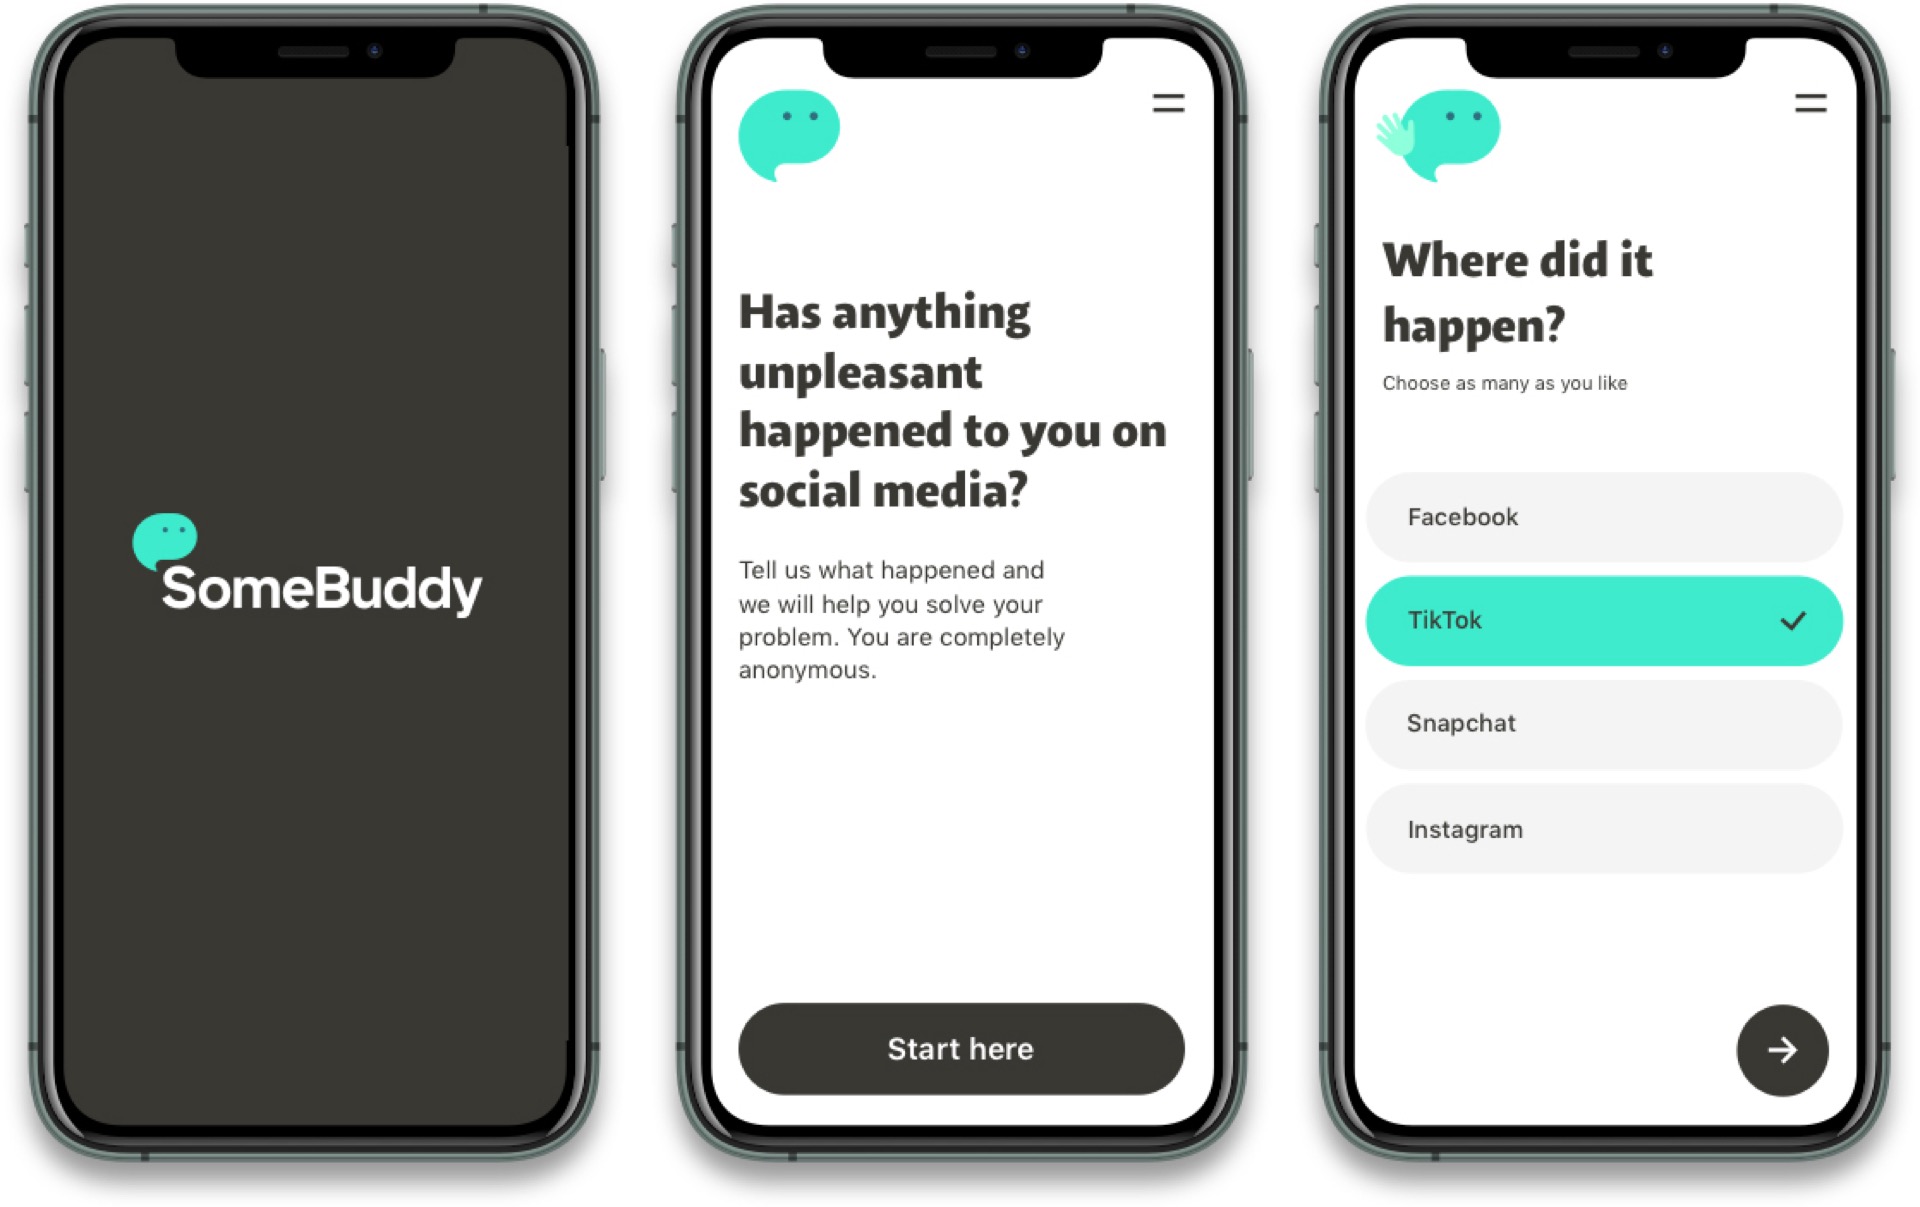 SomeBuddy
Has anything
unpleasant
happened to you on
social media?
Tell us what happened and
we will help you solve your
problem. You are completely
anonymous.
Start here
Where did it
happen?
Choose as many as you like
Facebook
TikTok
Snapchat
Instagram